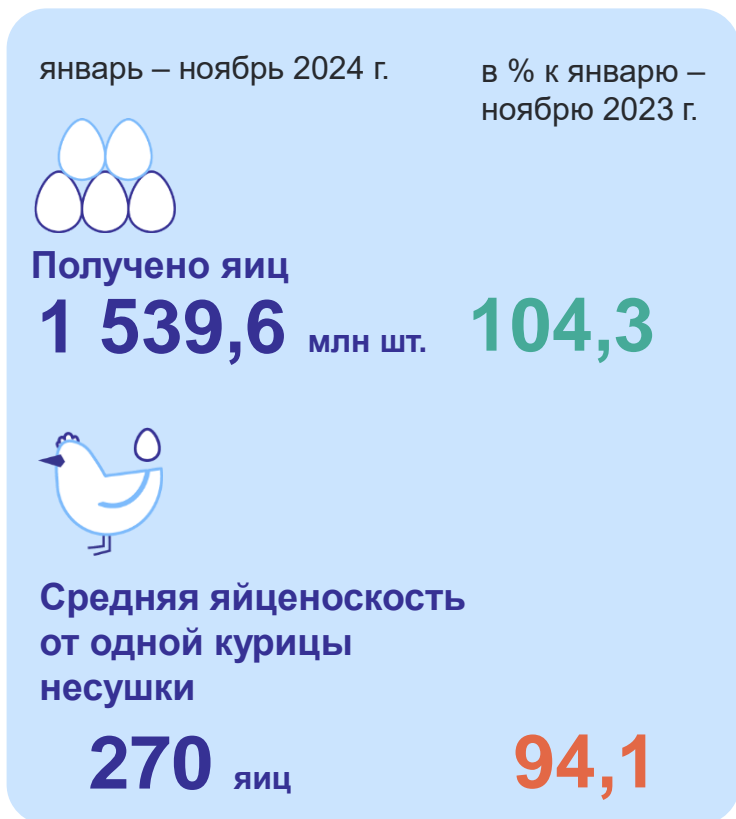 январь – ноябрь 2024 г.
в % к январю –
ноябрю 2023 г.
Получено яиц
1 539,6 млн шт. 104,3
Средняя яйценоскость
от одной курицы
несушки
270 яиц 94,1